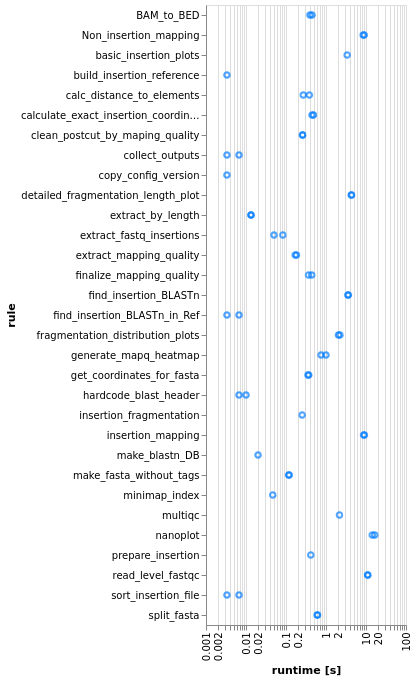 BAM_to_BED
Non_insertion_mapping
basic_insertion_plots
build_insertion_reference
calc_distance_to_elements
calculate_exact_insertion_coordin...
clean_postcut_by_maping_quality
collect_outputs
copy_config_version
detailed_fragmentation_length_plot
extract_by_length
extract_fastq_insertions
extract_mapping_quality
finalize_mapping_quality
find_insertion_BLASTn
find_insertion_BLASTn_in_Ref
fragmentation_distribution_plots
generate_mapq_heatmap
get_coordinates_for_fasta
hardcode_blast_header
insertion_fragmentation
insertion_mapping
make_blastn_DB
make_fasta_without_tags
minimap_index
multiqc
nanoplot
prepare_insertion
read_level_fastqc
sort_insertion_file
split_fasta
rule
0.001 0.002 0.01 0.02 0.1 0.2 1 2 10 20 100
runtime [s]